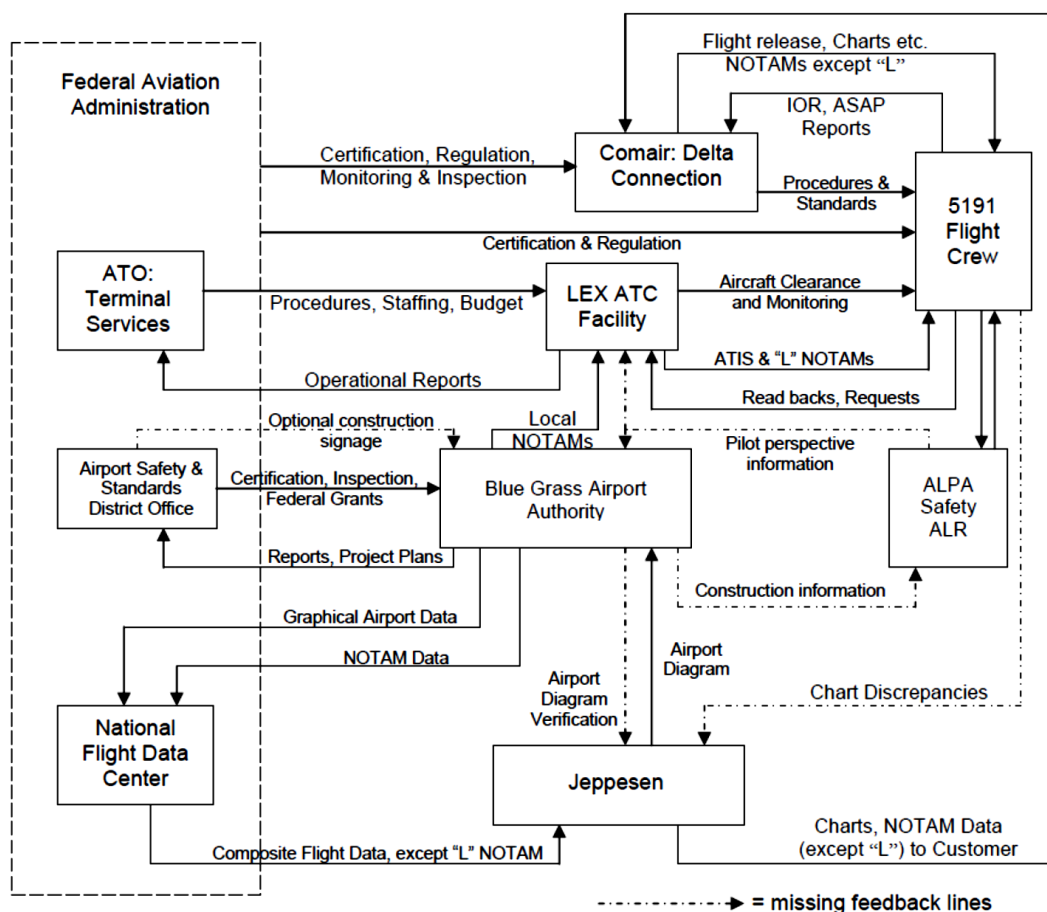 Federal Aviation
Administration
Flight release, Charts etc.
NOTAMs except “L”
IOR, ASAP
Reports
Certification, Regulation,
Monitoring & Inspection
Comair: Delta
Connection
Procedures &
Standards
5191
Flight
Crew
Certification & Regulation
ATO:
Terminal
Services
Procedures, Staffing, Budget
LEX ATC
Facility
Aircraft Clearance
and Monitoring
ATIS & “L” NOTAMs
Operational Reports
Read backs, Requests
Optional construction
signage
Local
NOTAMs
Pilot perspective
information
Airport Safety &
Standards
District Office
Certification, Inspection,
Federal Grants
Blue Grass Airport
Authority
ALPA
Safety
ALR
Reports, Project Plans
Construction information
Graphical Airport Data
NOTAM Data
Airport
Diagram
Verification
Airport
Diagram
Chart Discrepancies
National
Flight Data
Center
Jeppesen
Composite Flight Data, except “L” NOTAM
Charts, NOTAM Data
(except “L”) to Customer
= missing feedback lines